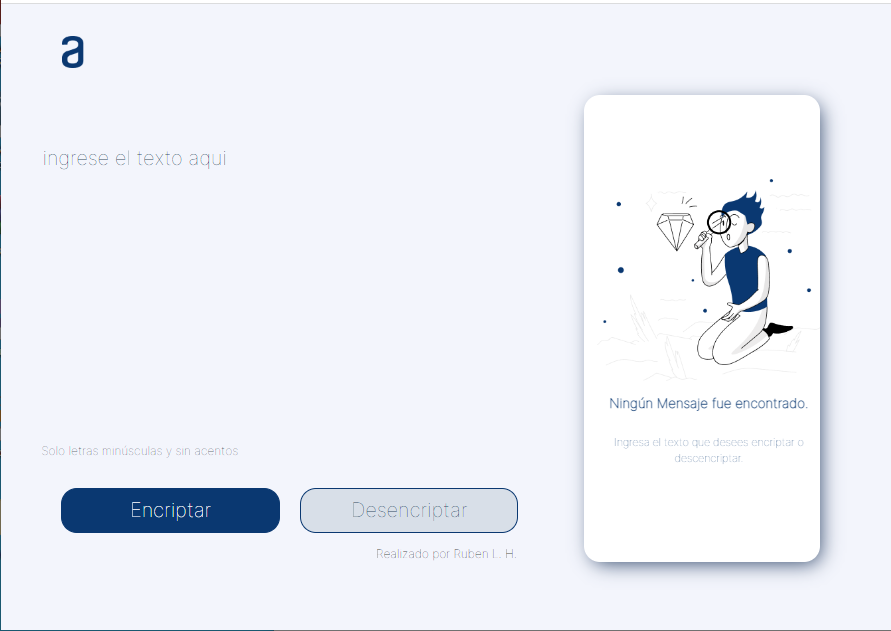 a
ingrese el texto aqui
Ningún Mensaje fue encontrado.
Ingresa el texto que desees encriptar o
descencriptar.
Solo letras minúsculas y sin acentos
Encriptar
Desencriptar
Realizado por Ruben L. H.